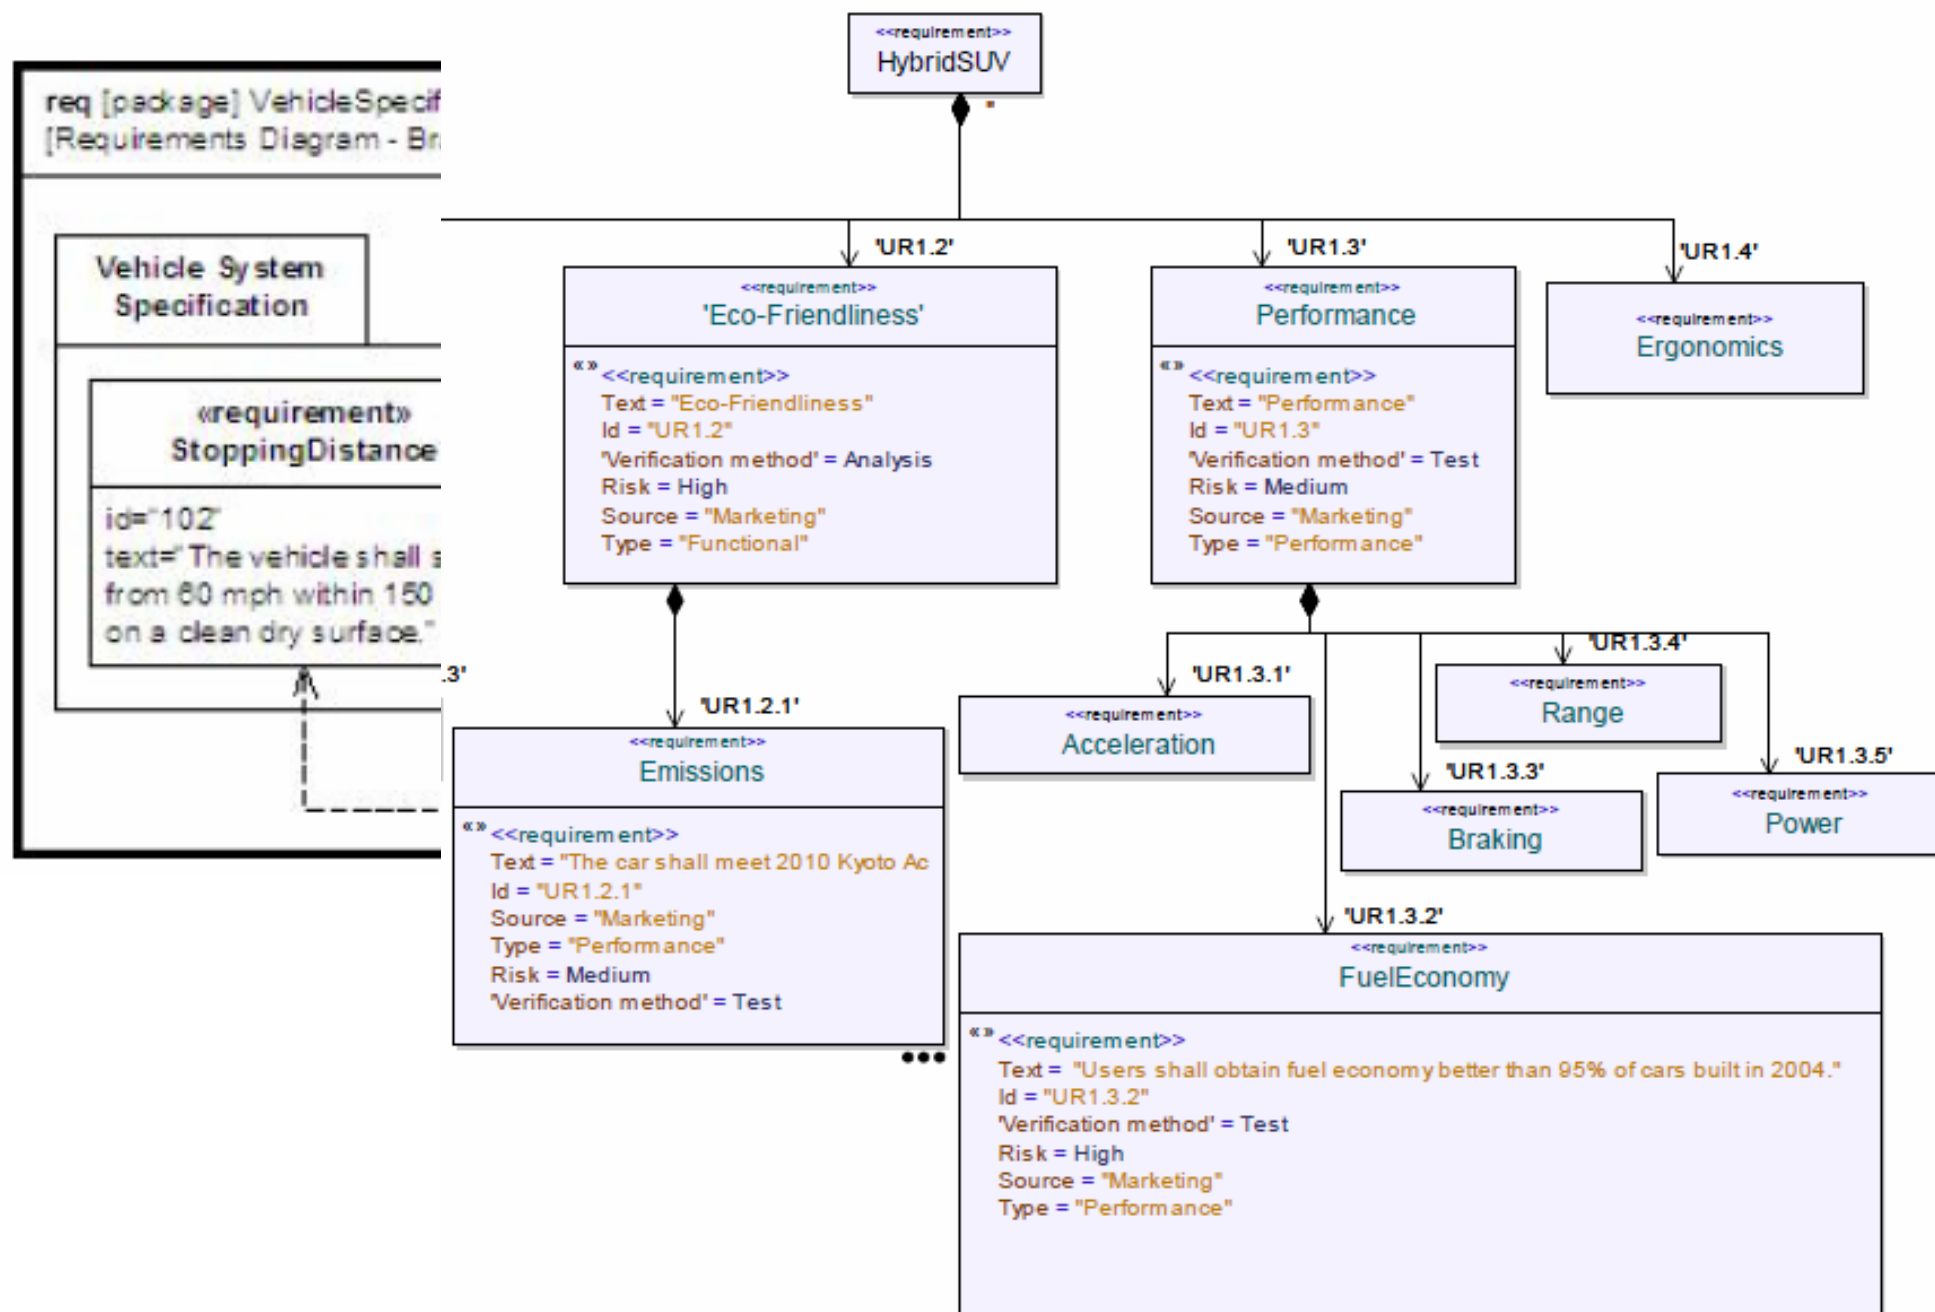 req [package] VehicleSpecif
[Requirements Diagram - Br
Vehicle System
Specification
«requirement»
StoppingDistance
id="102"
text="The vehicle shall s
from 60 mph within 150
on a clean dry surface."
.3'
<<requirement>>
HybridSUV
'UR1.2'
<<requirement>>
'Eco-Friendliness'
«» <<requirement>>
Text = "Eco-Friendliness"
Id = "UR1.2"
'Verification method' = Analysis
Risk = High
Source = "Marketing"
Type = "Functional"
'UR1.3'
<<requirement>>
Performance
«» <<requirement>>
Text = "Performance"
Id = "UR1.3"
'Verification method' = Test
Risk = Medium
Source = "Marketing"
Type = "Performance"
'UR1.4'
<<requirement>>
Ergonomics
'UR1.2.1'
<<requirement>>
Emissions
«» <<requirement>>
Text = "The car shall meet 2010 Kyoto Ac
Id = "UR1.2.1"
Source = "Marketing"
Type = "Performance"
Risk = Medium
'Verification method' = Test
'UR1.3.1'
<<requirement>>
Acceleration
'UR1.3.4'
<<requirement>>
Range
'UR1.3.3'
<<requirement>>
Braking
'UR1.3.5'
<<requirement>>
Power
'UR1.3.2'
<<requirement>>
FuelEconomy
«» <<requirement>>
Text = "Users shall obtain fuel economy better than 95% of cars built in 2004."
Id = "UR1.3.2"
'Verification method' = Test
Risk = High
Source = "Marketing"
Type = "Performance"